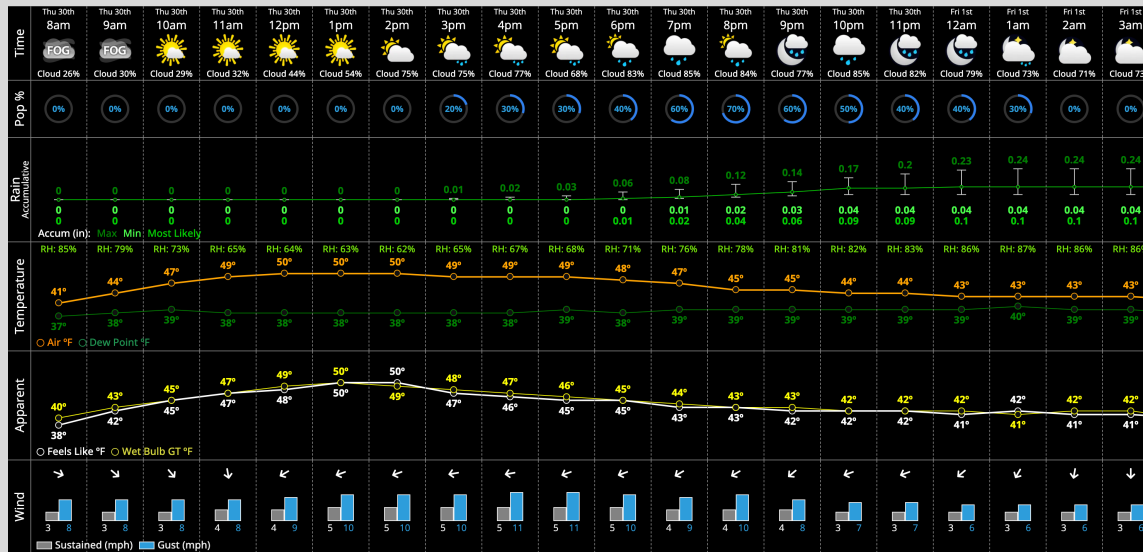 Time
Thu 30th Thu 30th Thu 30th Thu 30th Thu 30th Thu 30th Thu 30th Thu 30th Thu 30th Thu 30th Thu 30th Thu 30th Thu 30th Thu 30th Thu 30th Thu 30th Fri 1st Fri 1st Fri 1st Fri 1st
8am 9am 10am 11am 12pm 1pm 2pm 3pm 4pm 5pm 6pm 7pm 8pm 9pm 10pm 11pm 12am 1am 2am 3am
FOG FOG
Cloud 26% Cloud 30% Cloud 29% Cloud 32% Cloud 44% Cloud 54% Cloud 75% Cloud 75% Cloud 77% Cloud 68% Cloud 83% Cloud 85% Cloud 84% Cloud 77% Cloud 85% Cloud 82% Cloud 79% Cloud 73% Cloud 71% Cloud 73
Pop %
0% 0% 0% 0% 0% 0% 0% 20% 30% 30% 40% 60% 70% 60% 50% 40% 40% 30% 0% 0%
Rain
Accumulative
0 0 0 0 0 0 0 0.01 0.02 0.03 0.06 0.08 0.12 0.14 0.17 0.2 0.23 0.24 0.24 0.24
0 0 0 0 0 0 0 0 0 0 0 0.01 0.02 0.03 0.04 0.04 0.04 0.04 0.04 0.04
0 0 0 0 0 0 0 0 0 0 0.01 0.02 0.04 0.06 0.09 0.09 0.1 0.1 0.1 0.1
Accum (in): Max Min Most Likely
Temperature
RH: 85% RH: 79% RH: 73% RH: 65% RH: 64% RH: 63% RH: 62% RH: 65% RH: 67% RH: 68% RH: 71% RH: 76% RH: 78% RH: 81% RH: 82% RH: 83% RH: 86% RH: 87% RH: 86% RH: 86%
41° 44° 47° 49° 50° 50° 50° 49° 49° 49° 48° 47° 45° 45° 44° 44° 43° 43° 43° 43°
37° 38° 39° 38° 38° 38° 38° 38° 38° 39° 38° 39° 39° 39° 39° 39° 39° 40° 39° 39°
Air °F Dew Point °F
Apparent
40° 43° 45° 47° 49° 50° 50° 48° 47° 46° 45° 44° 43° 43° 42° 42° 42° 42° 42° 42°
38° 42° 45° 47° 48° 50° 49° 47° 46° 45° 45° 43° 43° 42° 42° 42° 41° 41° 41° 41°
Feels Like °F Wet Bulb GT °F
Wind
3 8 3 8 3 8 4 8 4 9 5 10 5 10 5 10 5 11 5 11 5 10 4 9 4 10 4 8 3 7 3 7 3 6 3 6 3 6 3 6
Sustained (mph) Gust (mph)